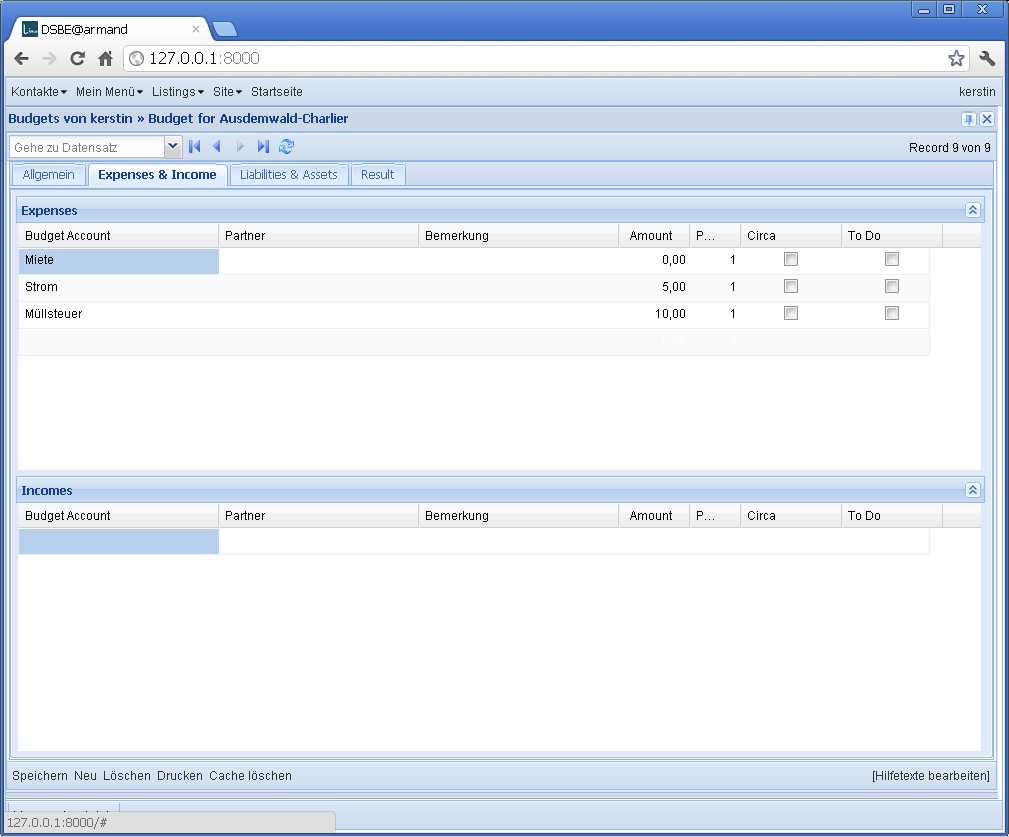 DSBE@armand
127.0.0.1:8000
Kontakte Mein Menü Listings Site Startseite kerstin
Budgets von kerstin » Budget for Ausdemwald-Charlier
Gehe zu Datensatz Record 9 von 9
Allgemein Expenses & Income Liabilities & Assets Result
Expenses
Budget Account Partner Bemerkung Amount P... Circa To Do
Miete 0,00 1
Strom 5,00 1
Müllsteuer 10,00 1
Incomes
Budget Account Partner Bemerkung Amount P... Circa To Do
Speichern Neu Löschen Drucken Cache löschen [Hilfetexte bearbeiten]
127.0.0.1:8000/#